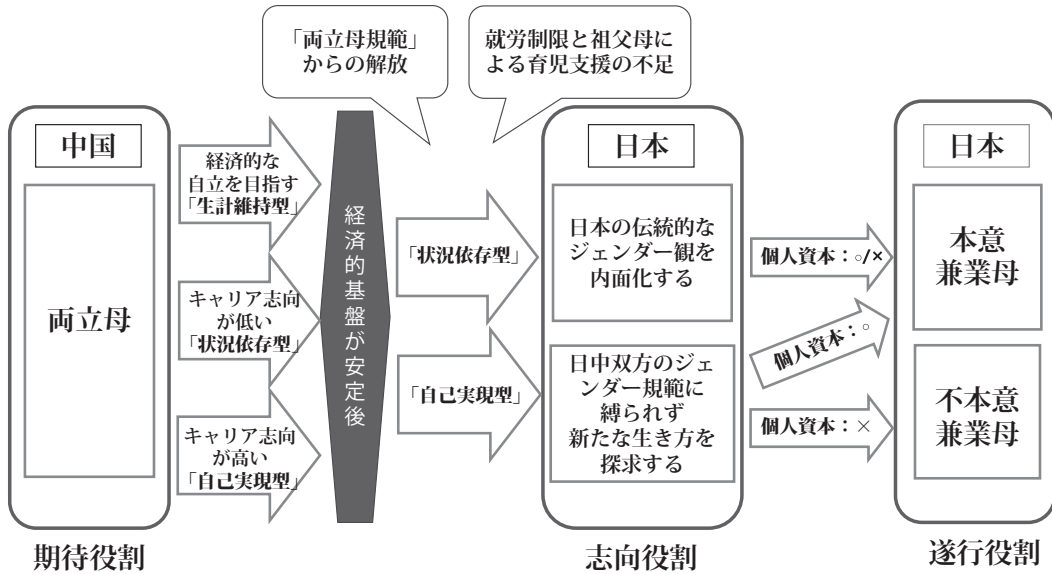 「両立母規範」
からの解放
就労制限と祖父母に
よる育児支援の不足
中国
両立母
期待役割
経済的な
自立を目指す
「生計維持型」
キャリア志向
が低い
「状況依存型」
キャリア志向
が高い
「自己実現型」
経済的基盤が安定後
「状況依存型」
「自己実現型」
日本
日本の伝統的な
ジェンダー観を
内面化する
日中双方のジェ
ンダー規範に
縛られず
新たな生き方を
探求する
志向役割
個人資本：○/×
個人資本：○
個人資本：×
日本
本意
兼業母
不本意
兼業母
遂行役割